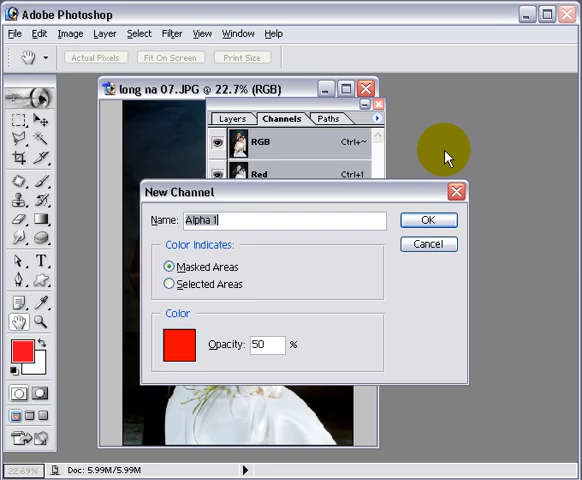 Adobe Photoshop
File Edit Image Layer Select Filter View Window Help
Actual Pixels Fit On Screen Print Size
long na 07..JPG @ 22.7% (RGB)
Layers Channels Paths
RGB Ctrl+~
Red Ctrl+1
New Channel
Name: Alpha 1 OK
Color Indicates: Cancel
Masked Areas
Selected Areas
Color
Opacity: 50 %
22.69% Doc: 5.99M/5.99M